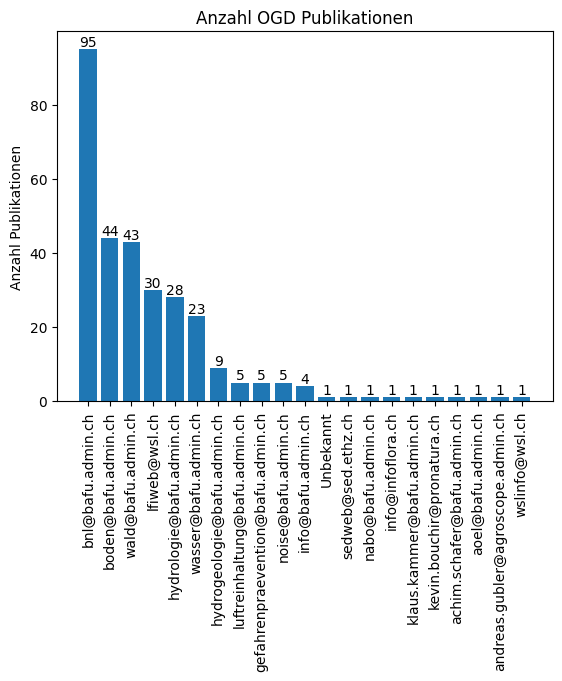 Anzahl OGD Publikationen
Anzahl Publikationen
80
60
40
20
0
95
44
43
30
28
23
9
5
5
5
4
1
1
1
1
1
1
1
1
1
1
bnl@bafu.admin.ch
boden@bafu.admin.ch
wald@bafu.admin.ch
lfiweb@wsl.ch
hydrologie@bafu.admin.ch
wasser@bafu.admin.ch
hydrogeologie@bafu.admin.ch
luftreinhaltung@bafu.admin.ch
gefahrenpraevention@bafu.admin.ch
noise@bafu.admin.ch
info@bafu.admin.ch
Unbekannt
sedweb@sed.ethz.ch
nabo@bafu.admin.ch
info@infoflora.ch
klaus.kammer@bafu.admin.ch
kevin.bouchir@pronatura.ch
achim.schafer@bafu.admin.ch
aoel@bafu.admin.ch
andreas.gubler@agroscope.admin.ch
wslinfo@wsl.ch